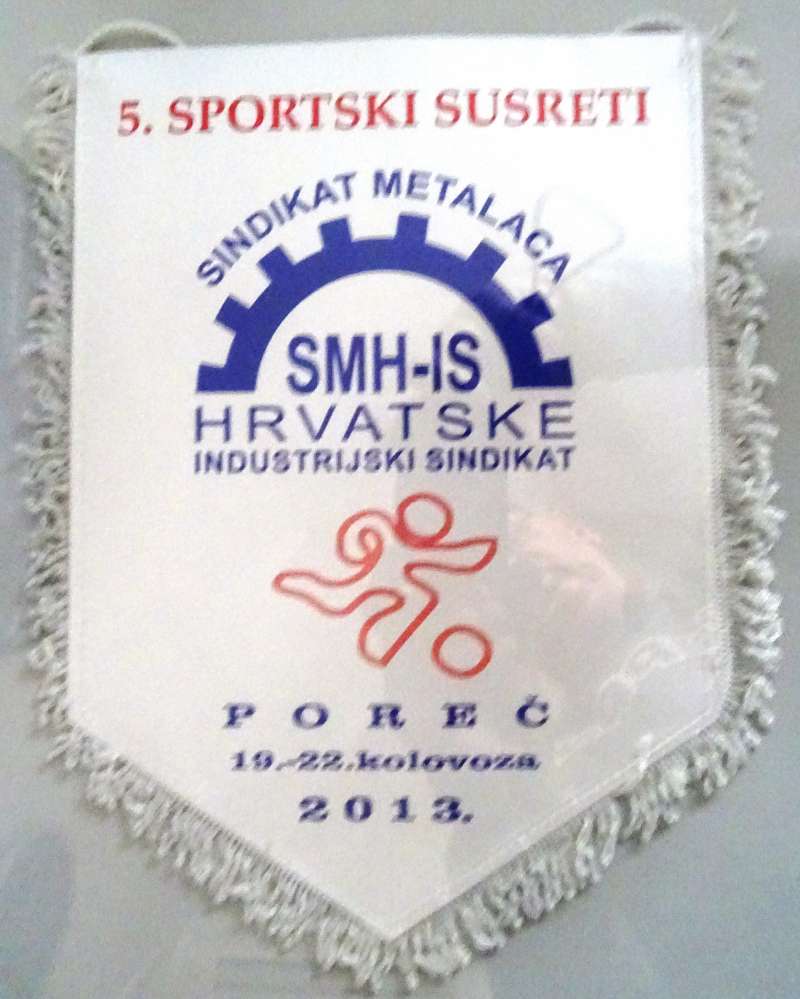 5. SPORTSKI SUSRETI
SINDIKAT METALACA
SMH-IS
HRVATSKE
INDUSTRIJSKI SINDIKAT
POREČ
19.-22.kolovoza
2013.